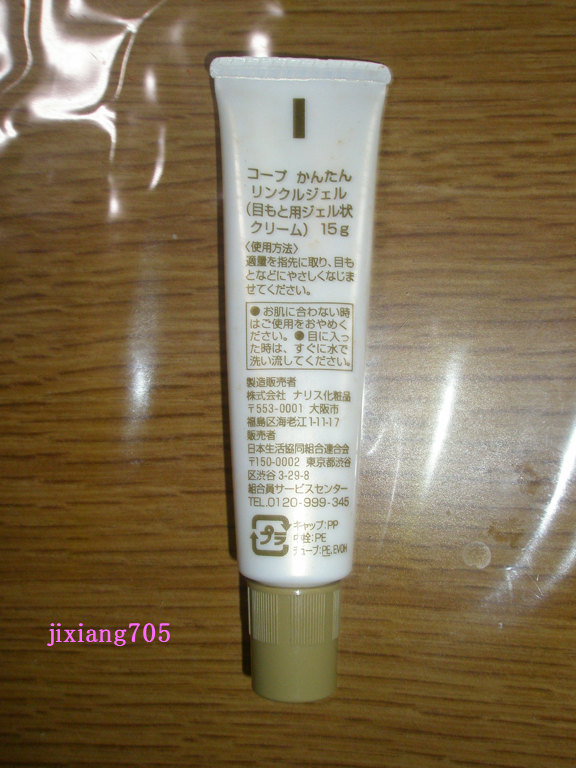 コープ かんたん
リンクルジェル
(目もと用ジェル状
クリーム) 15g
〈使用方法〉
適量を指先に取り、目も
となどにやさしくなじま
せてください。
●お肌に合わない時
はご使用をおやめく
ださい。●目に入っ
た時は、すぐに水で
洗い流してください。
製造販売者
株式会社 ナリス化粧品
〒553-0001 大阪市
福島区海老江1-11-17
販売者
日本生活協同組合連合会
〒150-0002 東京都渋谷
区渋谷3-29-8
組合員サービスセンター
TEL.0120-999-345
プラ
キャップ:PP
中栓:PE
チューブ:PE,EVOH
jixiang705